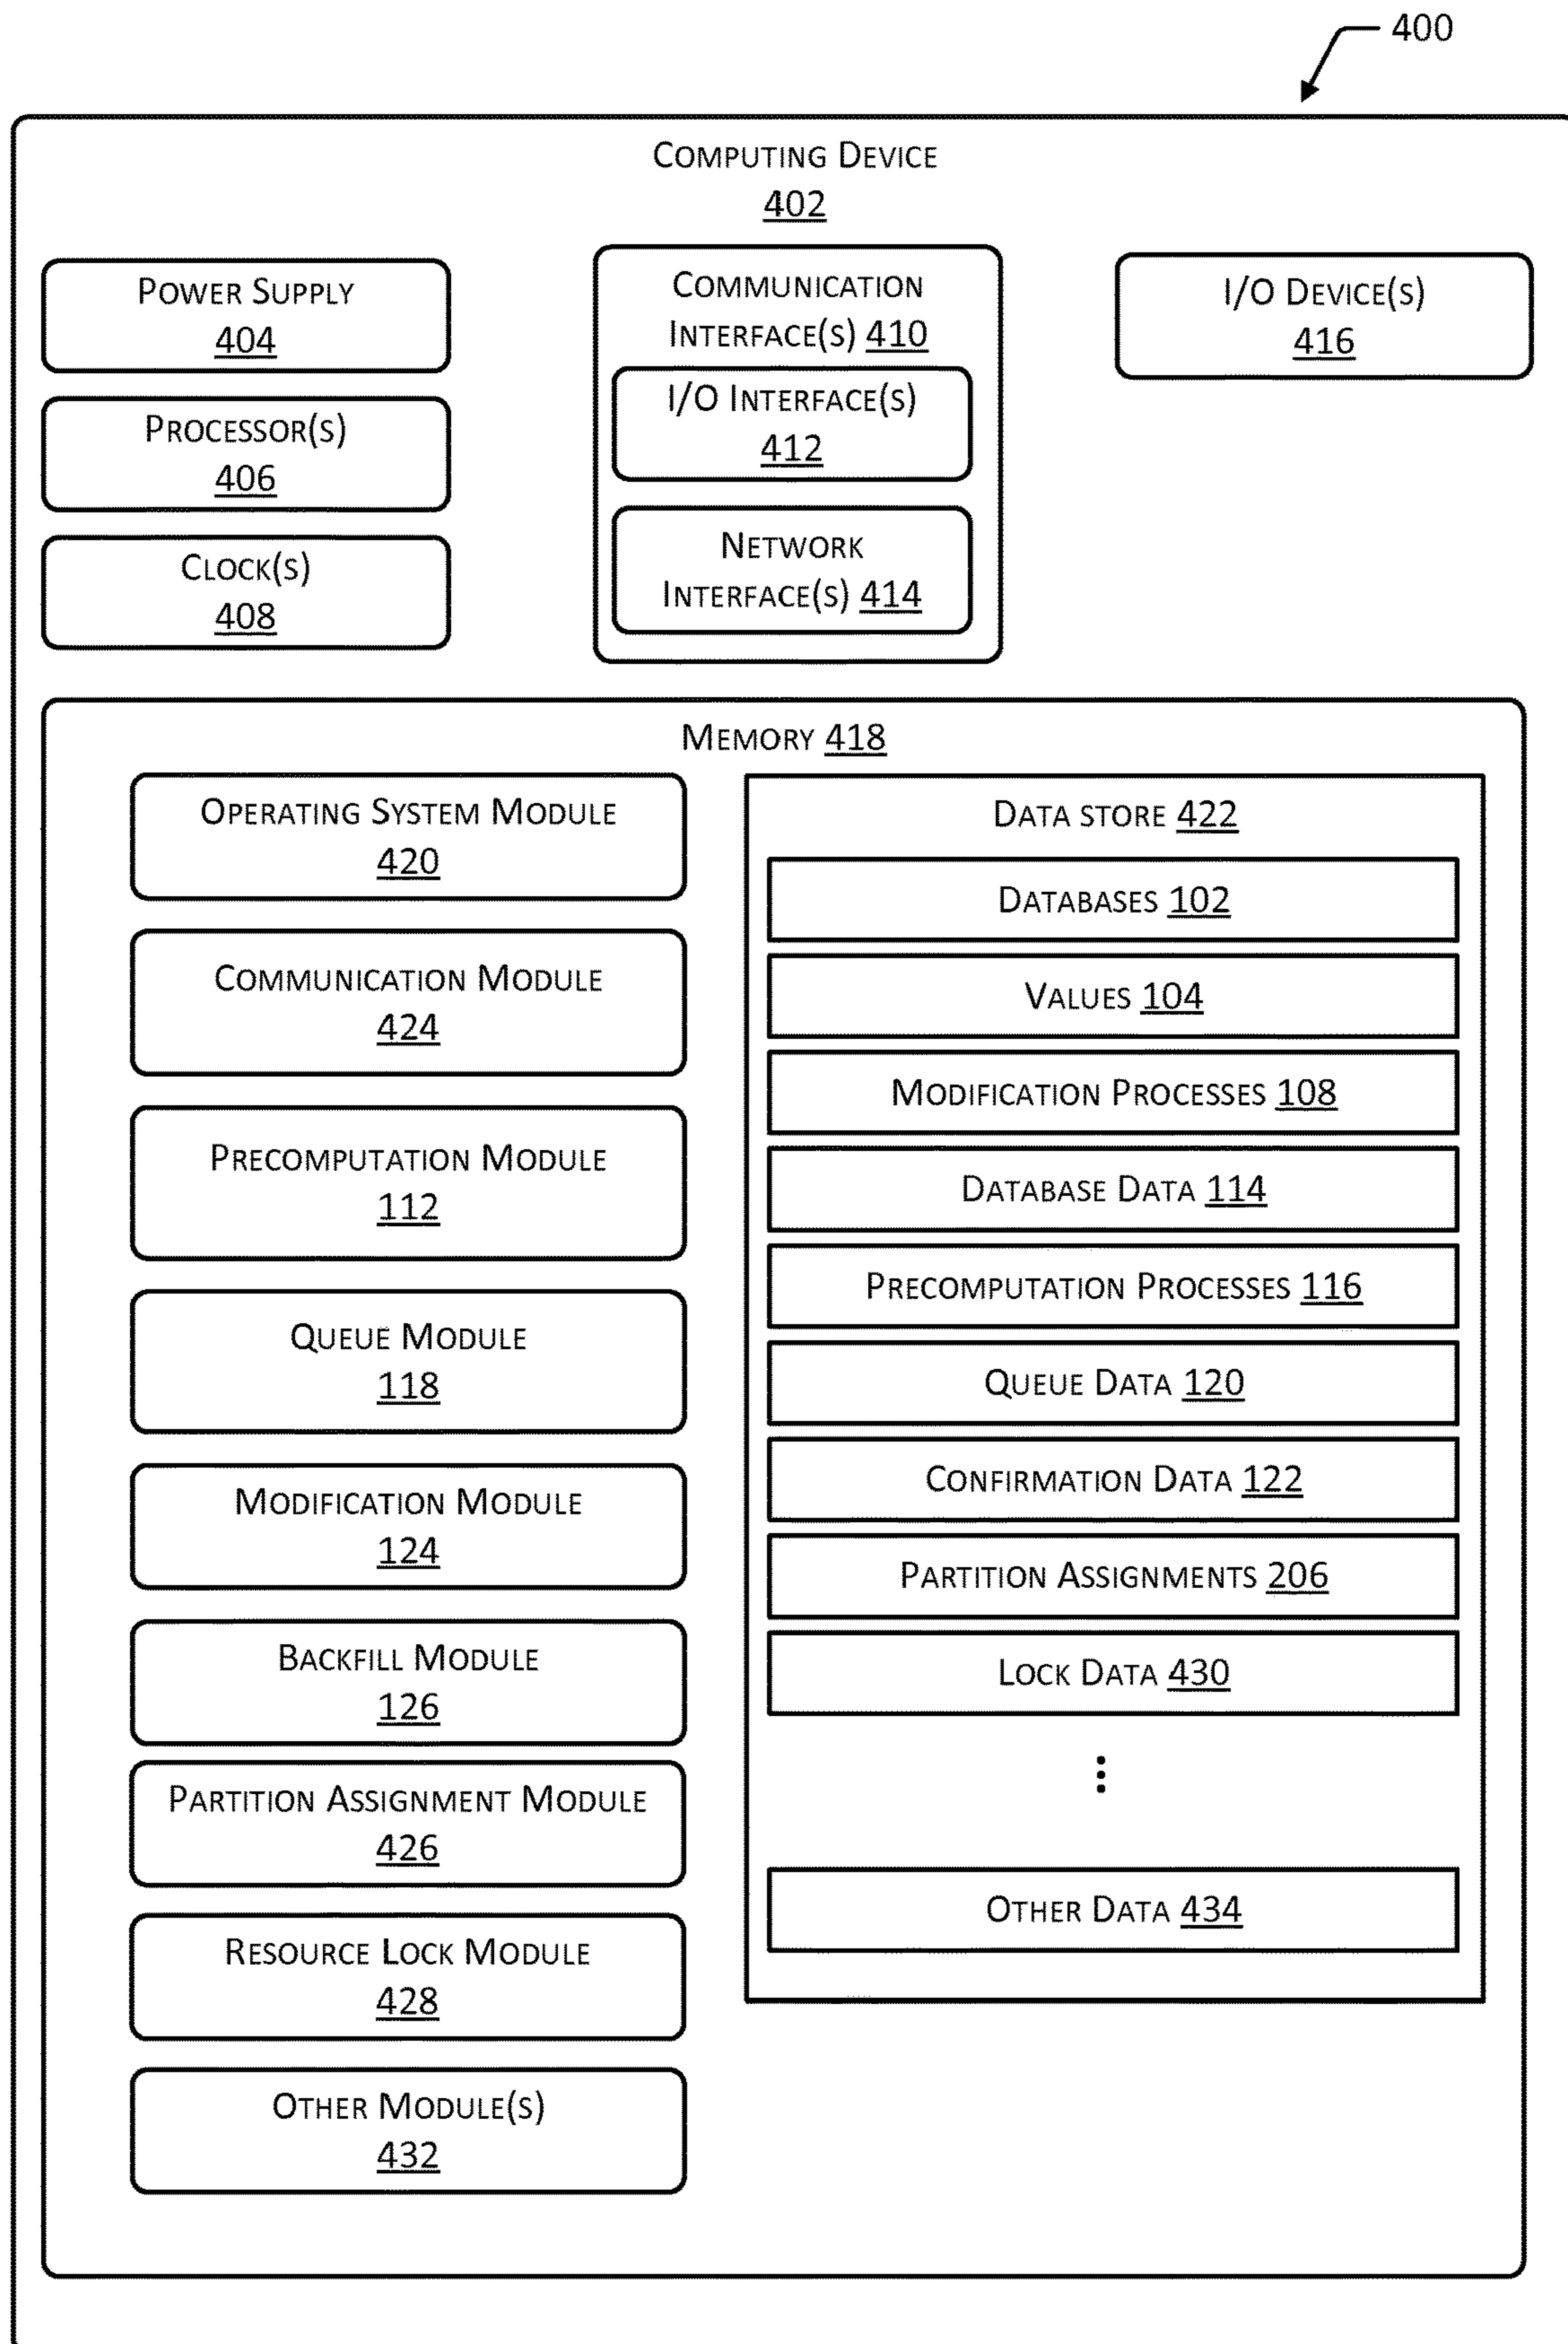 400
COMPUTING DEVICE
402
POWER SUPPLY
404
PROCESSOR(S)
406
CLOCK(S)
408
COMMUNICATION
INTERFACE(S) 410
I/O INTERFACE(S)
412
NETWORK
INTERFACE(S) 414
I/O DEVICE(S)
416
MEMORY 418
OPERATING SYSTEM MODULE
420
COMMUNICATION MODULE
424
PRECOMPUTATION MODULE
112
QUEUE MODULE
118
MODIFICATION MODULE
124
BACKFILL MODULE
126
PARTITION ASSIGNMENT MODULE
426
RESOURCE LOCK MODULE
428
OTHER MODULE(S)
432
DATA STORE 422
DATABASES 102
VALUES 104
MODIFICATION PROCESSES 108
DATABASE DATA 114
PRECOMPUTATION PROCESSES 116
QUEUE DATA 120
CONFIRMATION DATA 122
PARTITION ASSIGNMENTS 206
LOCK DATA 430
OTHER DATA 434